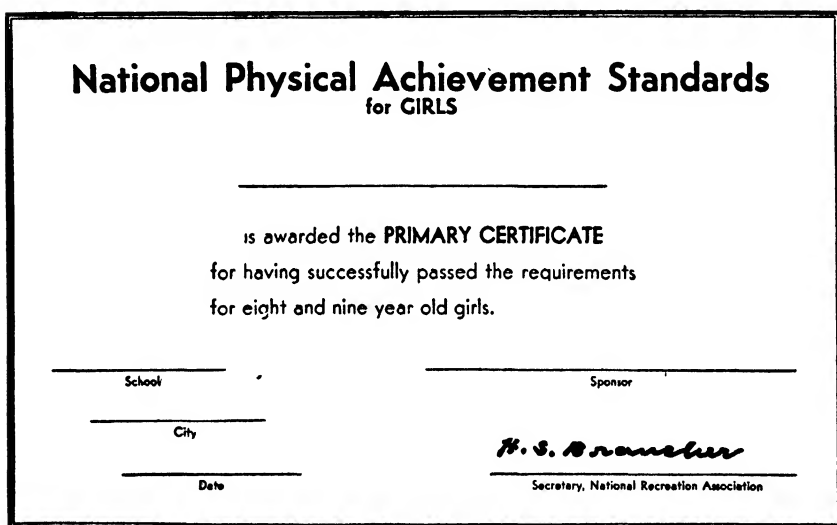 National Physical Achievement Standards
for GIRLS
is awarded the PRIMARY CERTIFICATE
for having successfully passed the requirements
for eight and nine year old girls.
School
Sponsor
City
H. S. Braucher
Date
Secretary, National Recreation Association